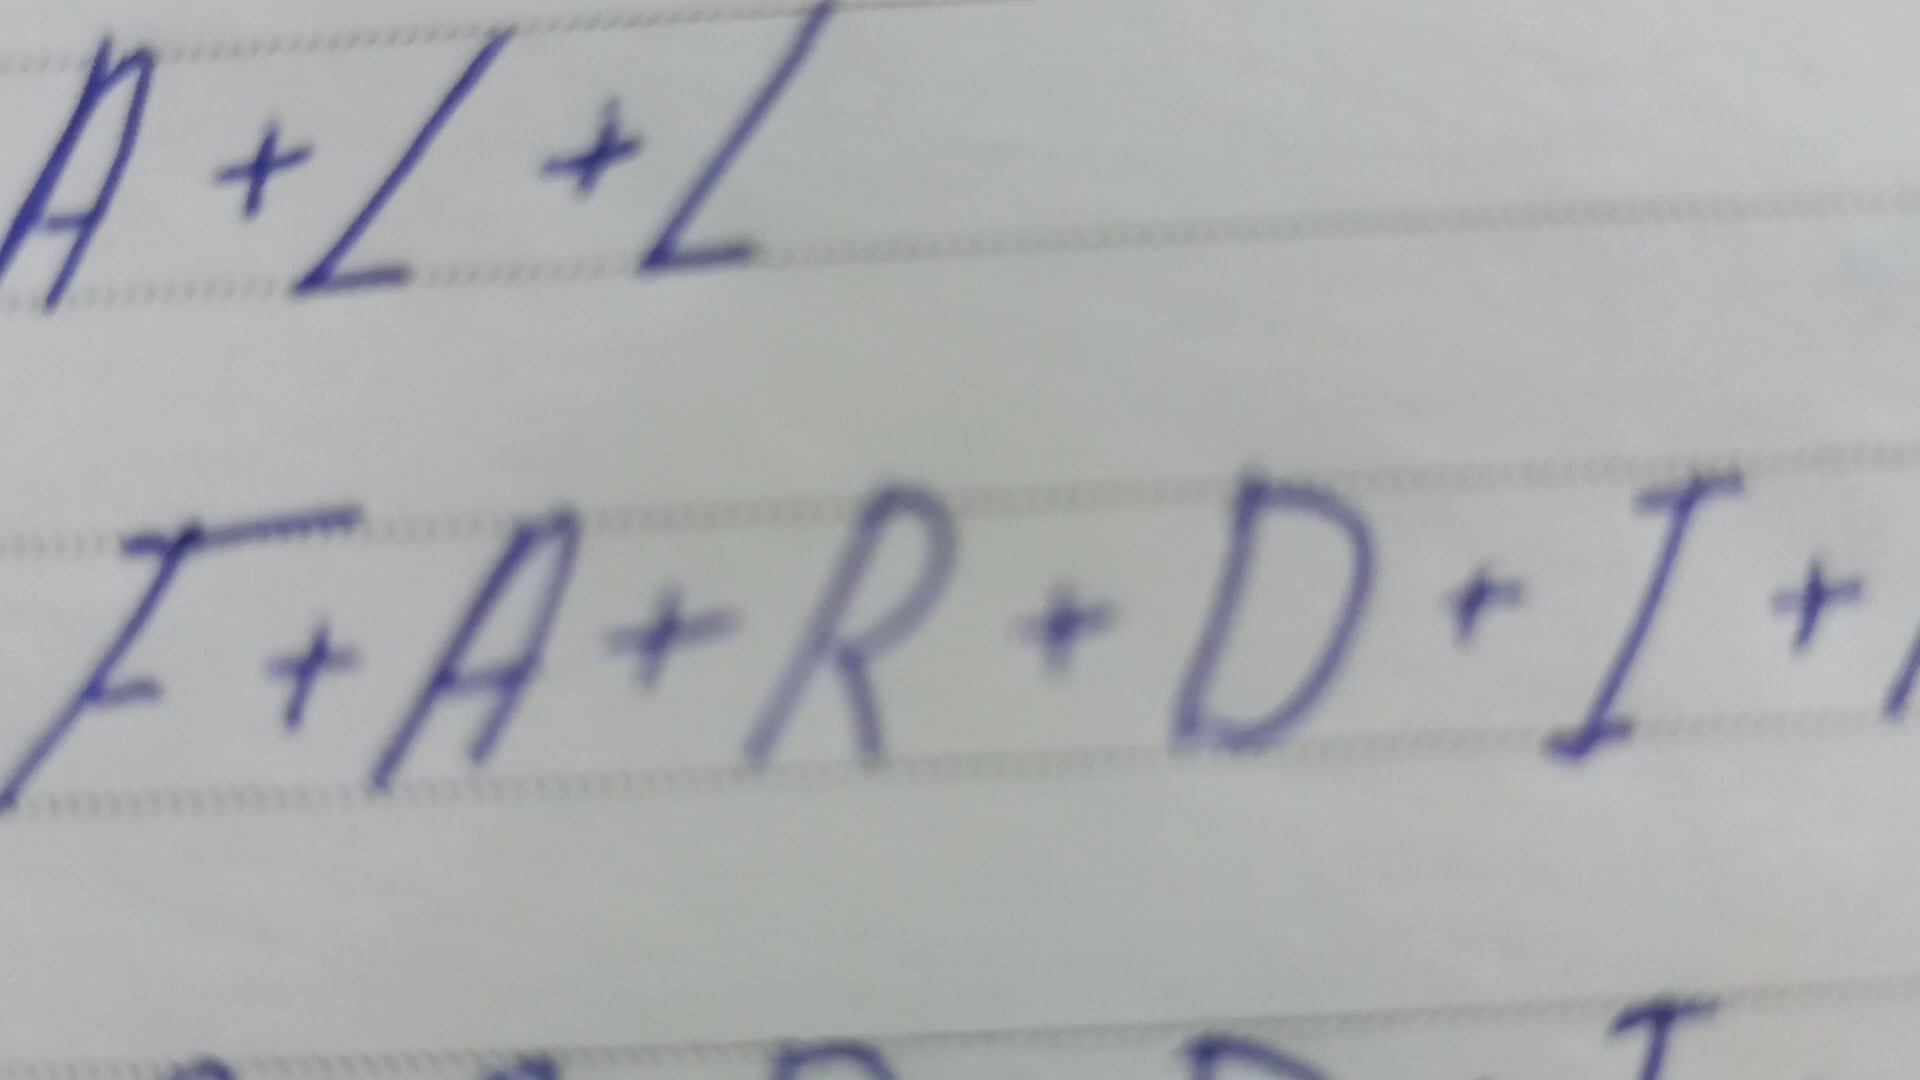 A + L + L
F + A + R + D + I +